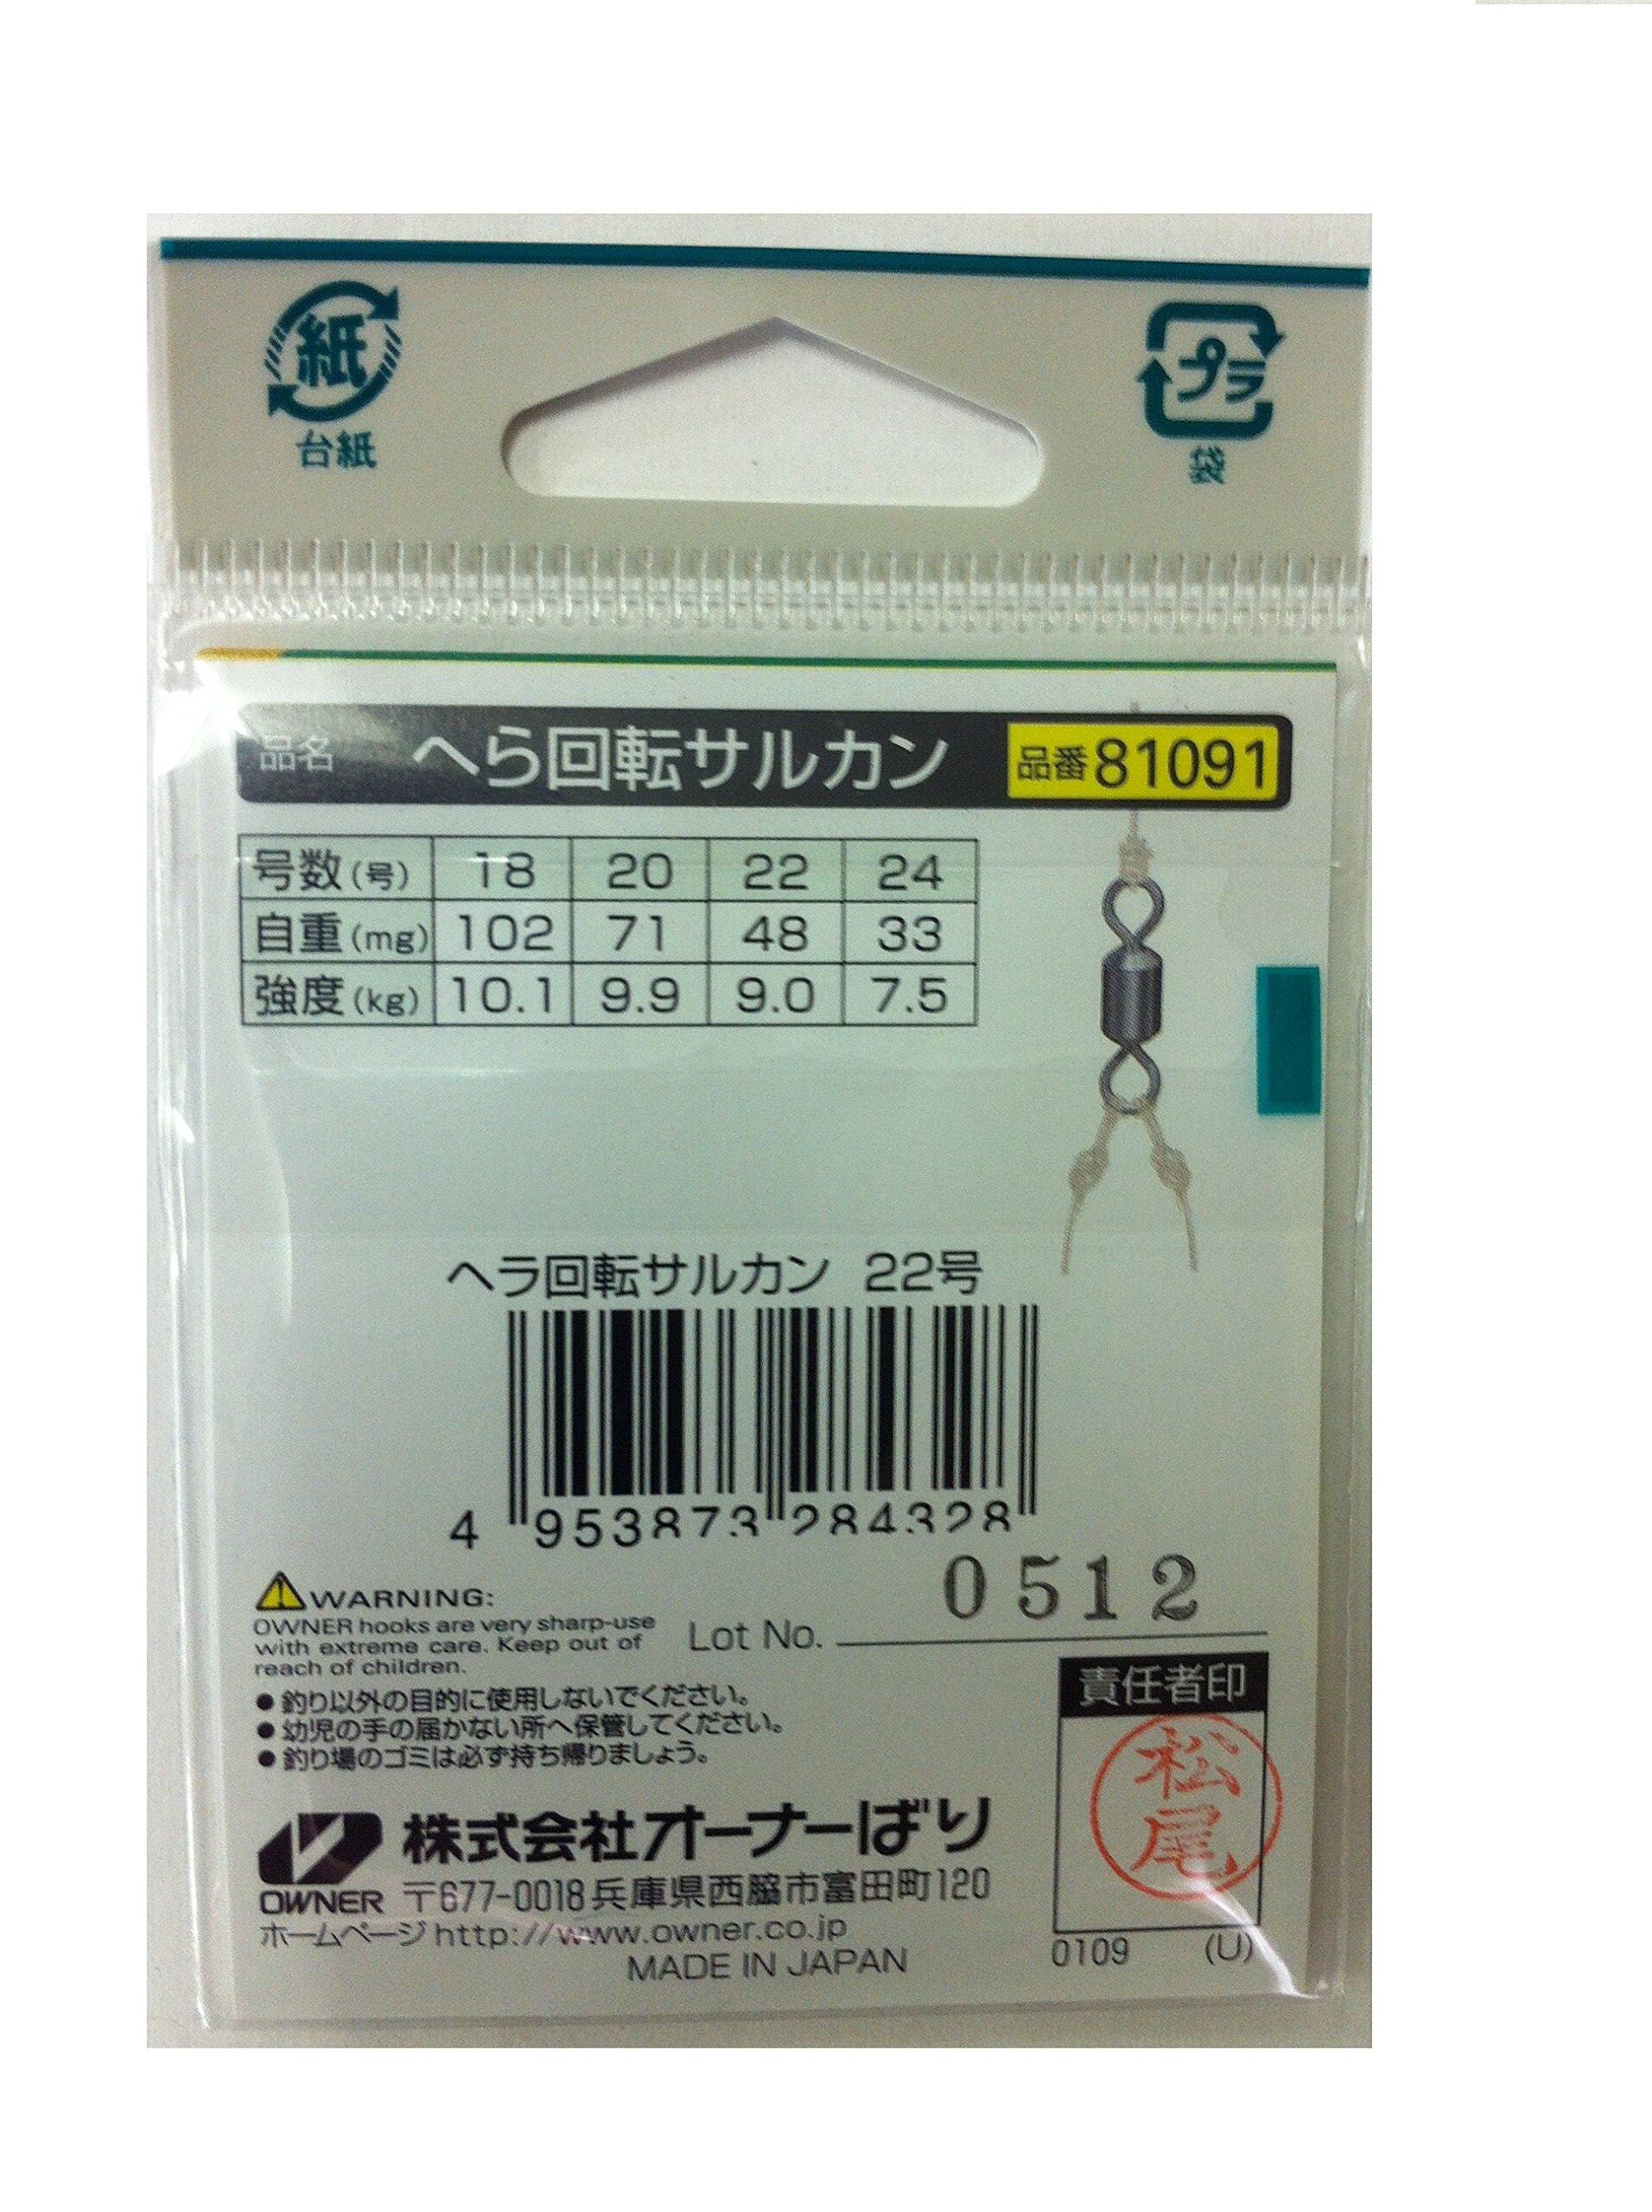 紙
台紙
プラ
袋
品名 へら回転サルカン 品番81091
号数(号) 18 20 22 24
自重(mg) 102 71 48 33
強度(kg) 10.1 9.9 9.0 7.5
ヘラ回転サルカン 22号
4 953873 284328
0512
Lot No.
WARNING:
OWNER hooks are very sharp-use
with extreme care. Keep out of
reach of children.
●釣り以外の目的に使用しないでください。
●幼児の手の届かない所へ保管してください。
●釣り場のゴミは必ず持ち帰りましょう。
責任者印
松尾
OWNER
株式会社オーナーばり
〒677-0018兵庫県西脇市富田町120
ホームページhttp://www.owner.co.jp
MADE IN JAPAN
0109 (U)